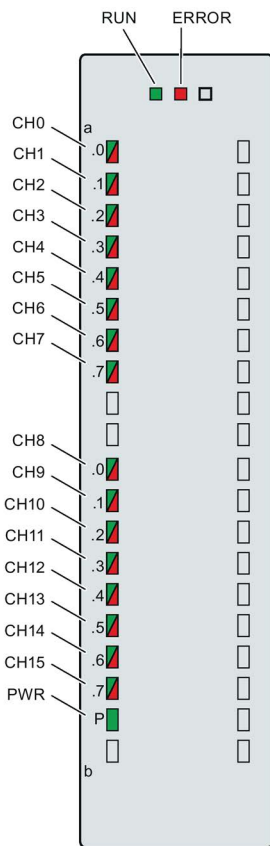 RUN ERROR
a
CH0 .0
CH1 .1
CH2 .2
CH3 .3
CH4 .4
CH5 .5
CH6 .6
CH7 .7
CH8 .0
CH9 .1
CH10 .2
CH11 .3
CH12 .4
CH13 .5
CH14 .6
CH15 .7
PWR P
b